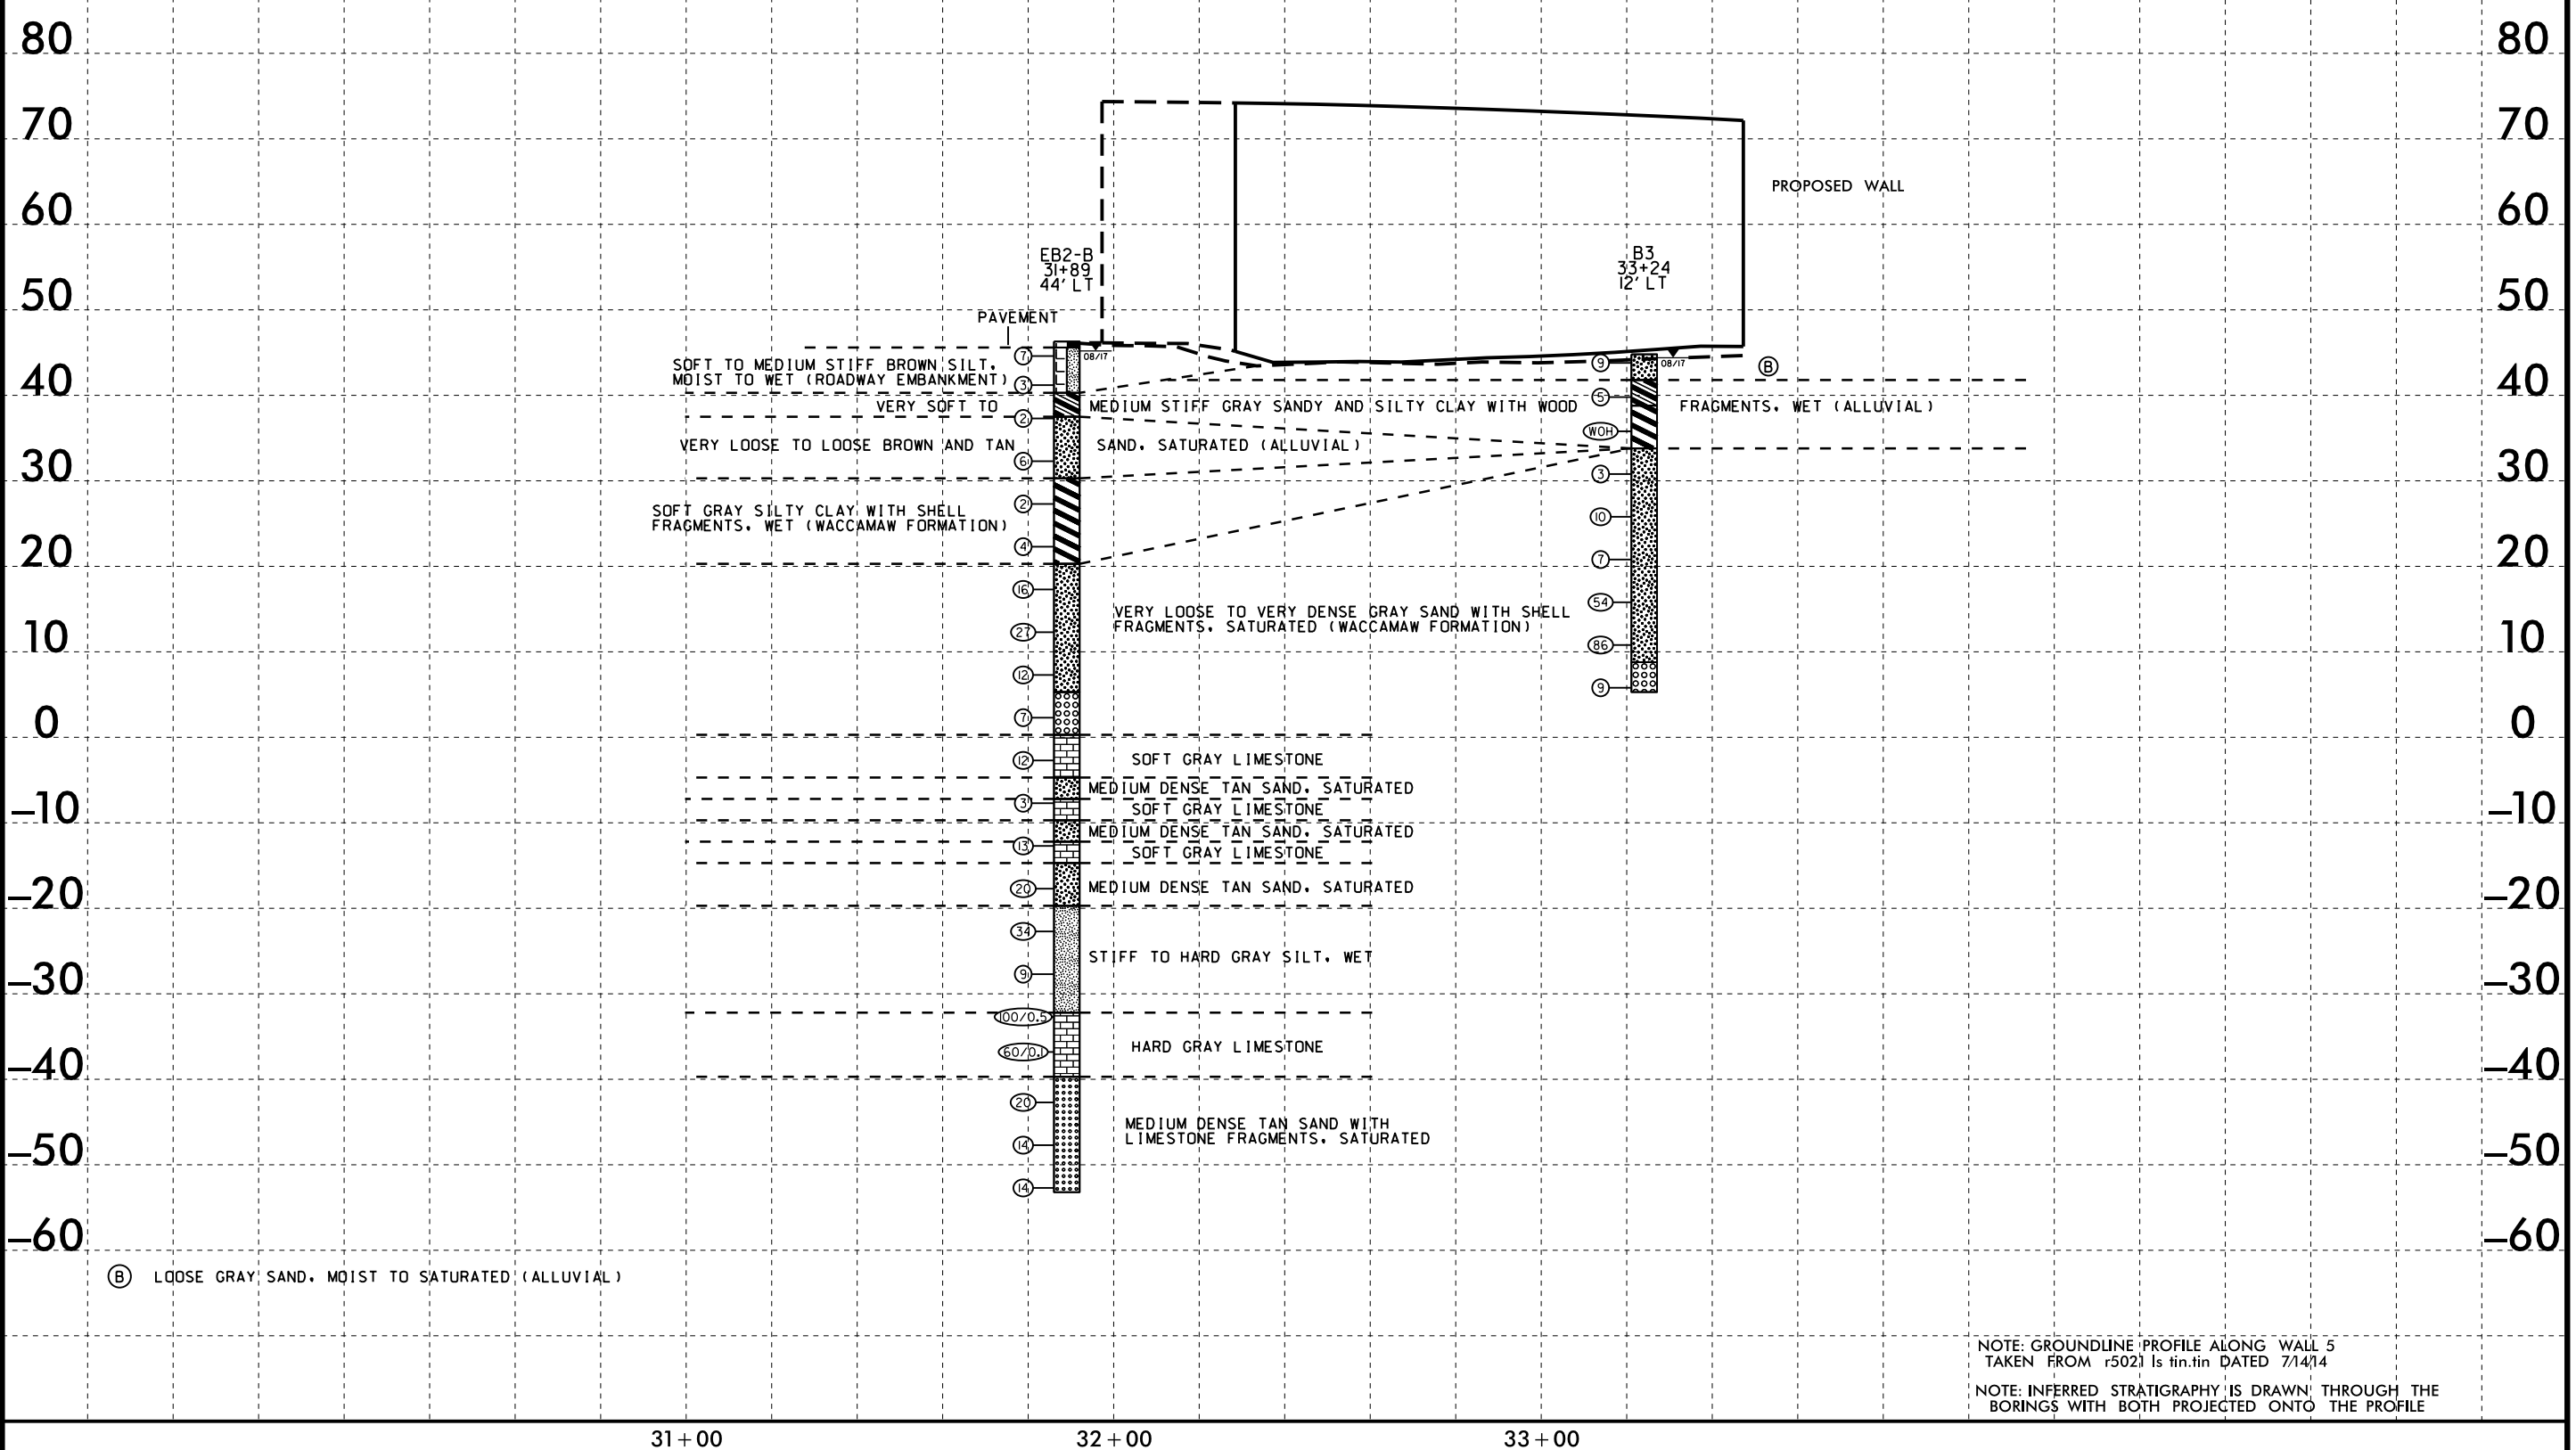 80 80
70 70
PROPOSED WALL
60 60
EB2-B
31+89
44' LT
B3
33+24
12' LT
50 50
PAVEMENT
7
08/17
SOFT TO MEDIUM STIFF BROWN SILT,
MOIST TO WET (ROADWAY EMBANKMENT)
3
9
08/17
B
40 40
5
VERY SOFT TO MEDIUM STIFF GRAY SANDY AND SILTY CLAY WITH WOOD FRAGMENTS, WET (ALLUVIAL)
2
WOH
VERY LOOSE TO LOOSE BROWN AND TAN SAND, SATURATED (ALLUVIAL)
6
30 30
3
2
SOFT GRAY SILTY CLAY WITH SHELL
FRAGMENTS, WET (WACCAMAW FORMATION)
10
4
7
20 20
16
54
VERY LOOSE TO VERY DENSE GRAY SAND WITH SHELL
FRAGMENTS, SATURATED (WACCAMAW FORMATION)
27
10 10
86
12
9
7
0 0
12
SOFT GRAY LIMESTONE
MEDIUM DENSE TAN SAND, SATURATED
3
SOFT GRAY LIMESTONE
-10 -10
MEDIUM DENSE TAN SAND, SATURATED
13
SOFT GRAY LIMESTONE
20
MEDIUM DENSE TAN SAND, SATURATED
-20 -20
34
STIFF TO HARD GRAY SILT, WET
9
-30 -30
100/0.5
60/0.1
HARD GRAY LIMESTONE
-40 -40
20
MEDIUM DENSE TAN SAND WITH
LIMESTONE FRAGMENTS, SATURATED
14
-50 -50
14
-60 -60
B LOOSE GRAY SAND, MOIST TO SATURATED (ALLUVIAL)
NOTE: GROUNDLINE PROFILE ALONG WALL 5
TAKEN FROM r5021 ls tin.tin DATED 7/14/14
NOTE: INFERRED STRATIGRAPHY IS DRAWN THROUGH THE
BORINGS WITH BOTH PROJECTED ONTO THE PROFILE
31+00 32+00 33+00